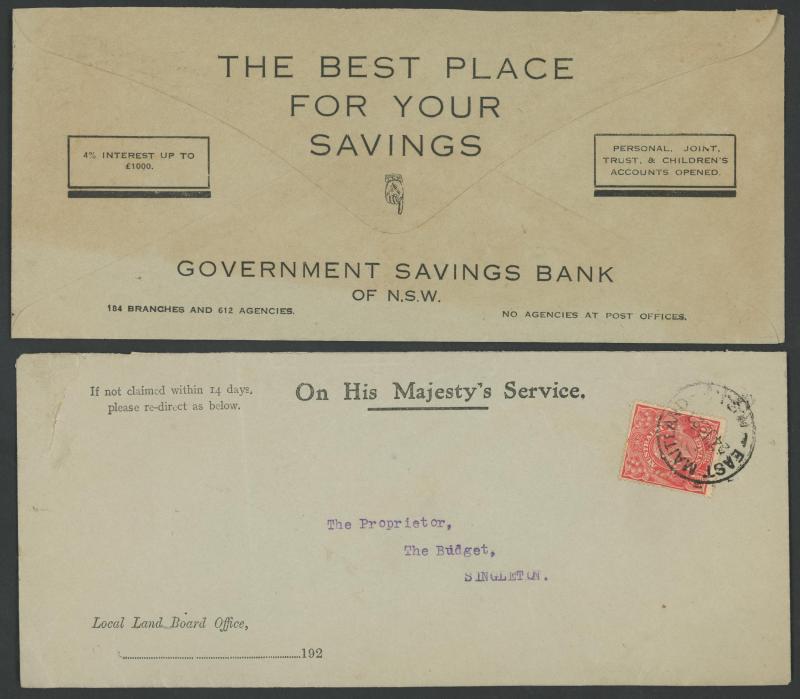 THE BEST PLACE
FOR YOUR
SAVINGS
4% INTEREST UP TO
£1000.
PERSONAL, JOINT,
TRUST, & CHILDREN'S
ACCOUNTS OPENED.
GOVERNMENT SAVINGS BANK
OF N.S.W.
184 BRANCHES AND 612 AGENCIES.
NO AGENCIES AT POST OFFICES.
If not claimed within 14 days,
please re-direct as below.
On His Majesty's Service.
EAST MAITLAND
The Proprietor,
The Budget,
SINGLETON.
Local Land Board Office,
192